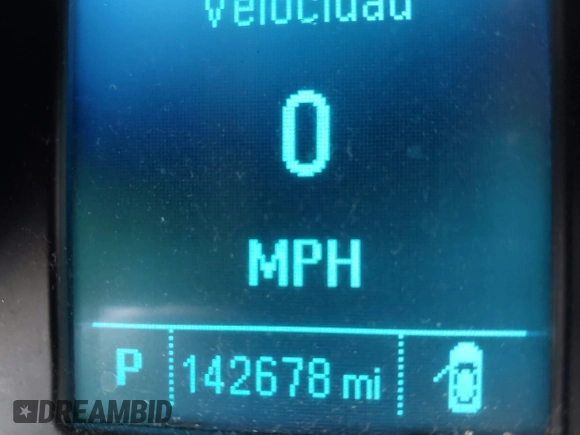 Velocidad
0
MPH
P 142678 mi
DREAMBID